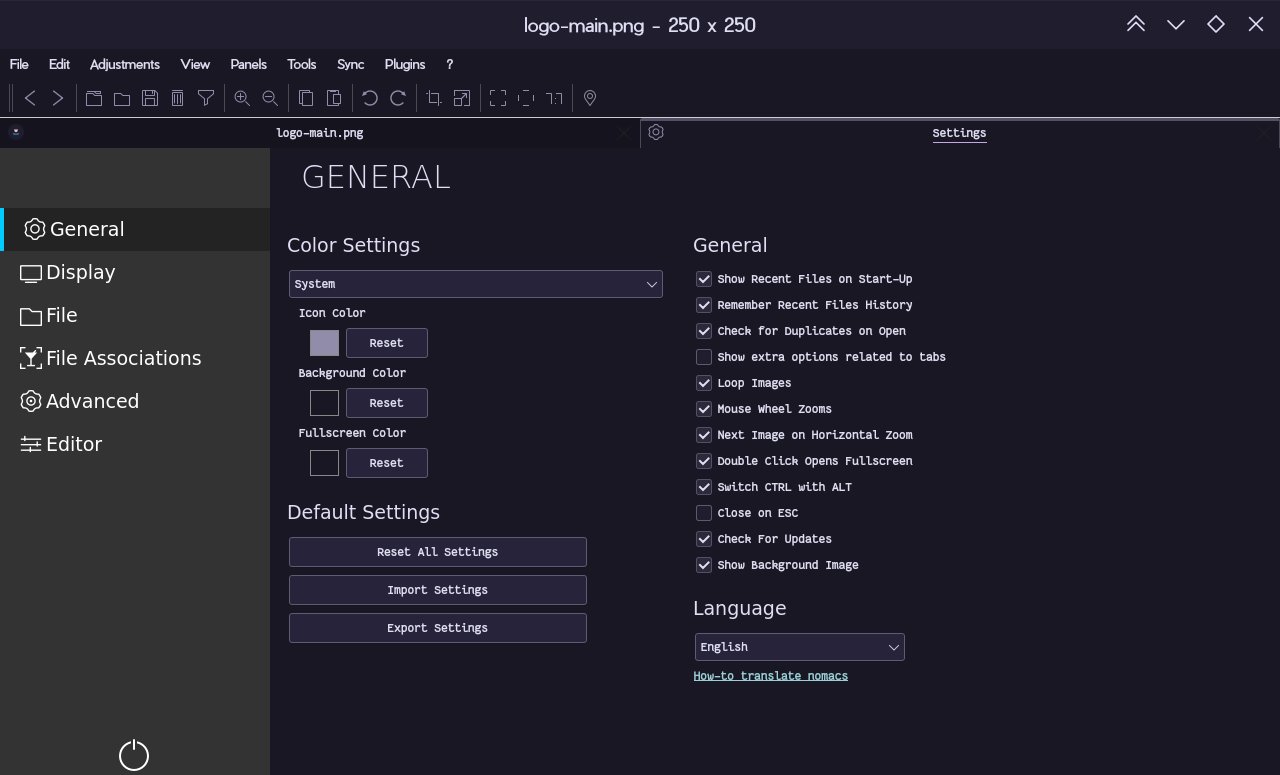 logo-main.png - 250 x 250
File Edit Adjustments View Panels Tools Sync Plugins ?
1:1
logo-main.png
Settings
GENERAL
General
Display
File
File Associations
Advanced
Editor
Color Settings
System
Icon Color
Reset
Background Color
Reset
Fullscreen Color
Reset
Default Settings
Reset All Settings
Import Settings
Export Settings
General
Show Recent Files on Start-Up
Remember Recent Files History
Check for Duplicates on Open
Show extra options related to tabs
Loop Images
Mouse Wheel Zooms
Next Image on Horizontal Zoom
Double Click Opens Fullscreen
Switch CTRL with ALT
Close on ESC
Check For Updates
Show Background Image
Language
English
How-to translate nomacs